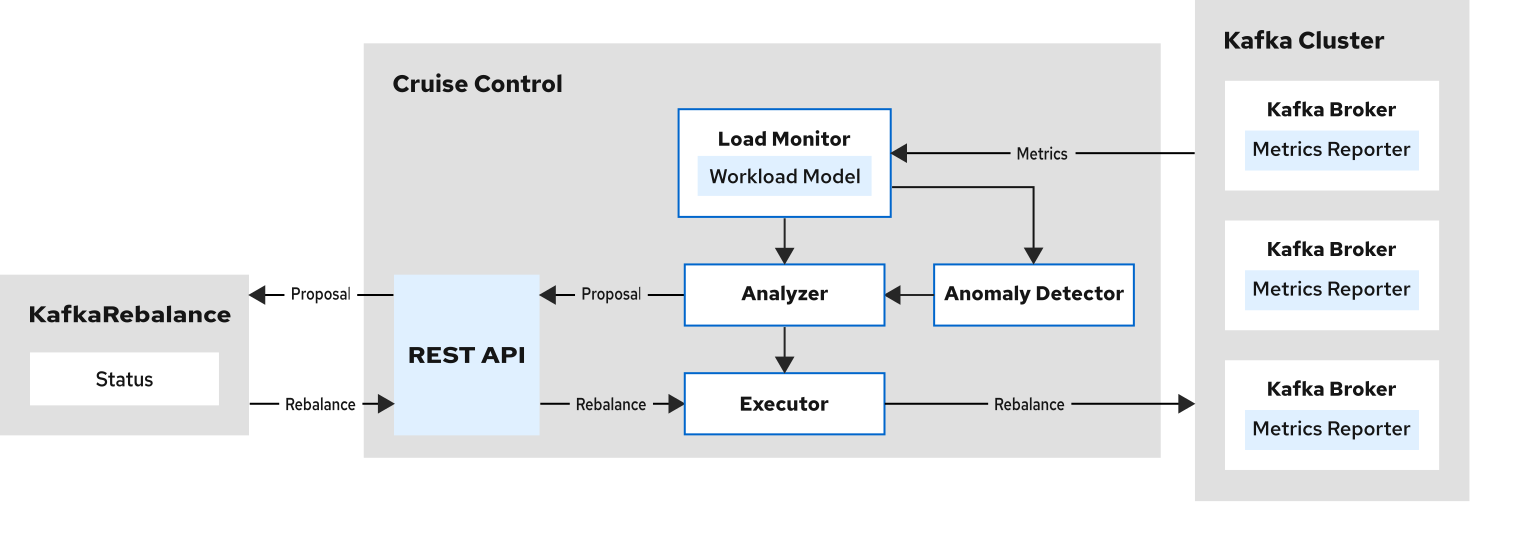 Kafka Cluster
Cruise Control
Kafka Broker
Metrics Reporter
Load Monitor
Workload Model
Metrics
Kafka Broker
Metrics Reporter
KafkaRebalance
Status
Proposal
REST API
Proposal
Analyzer
Anomaly Detector
Rebalance
Rebalance
Executor
Rebalance
Kafka Broker
Metrics Reporter